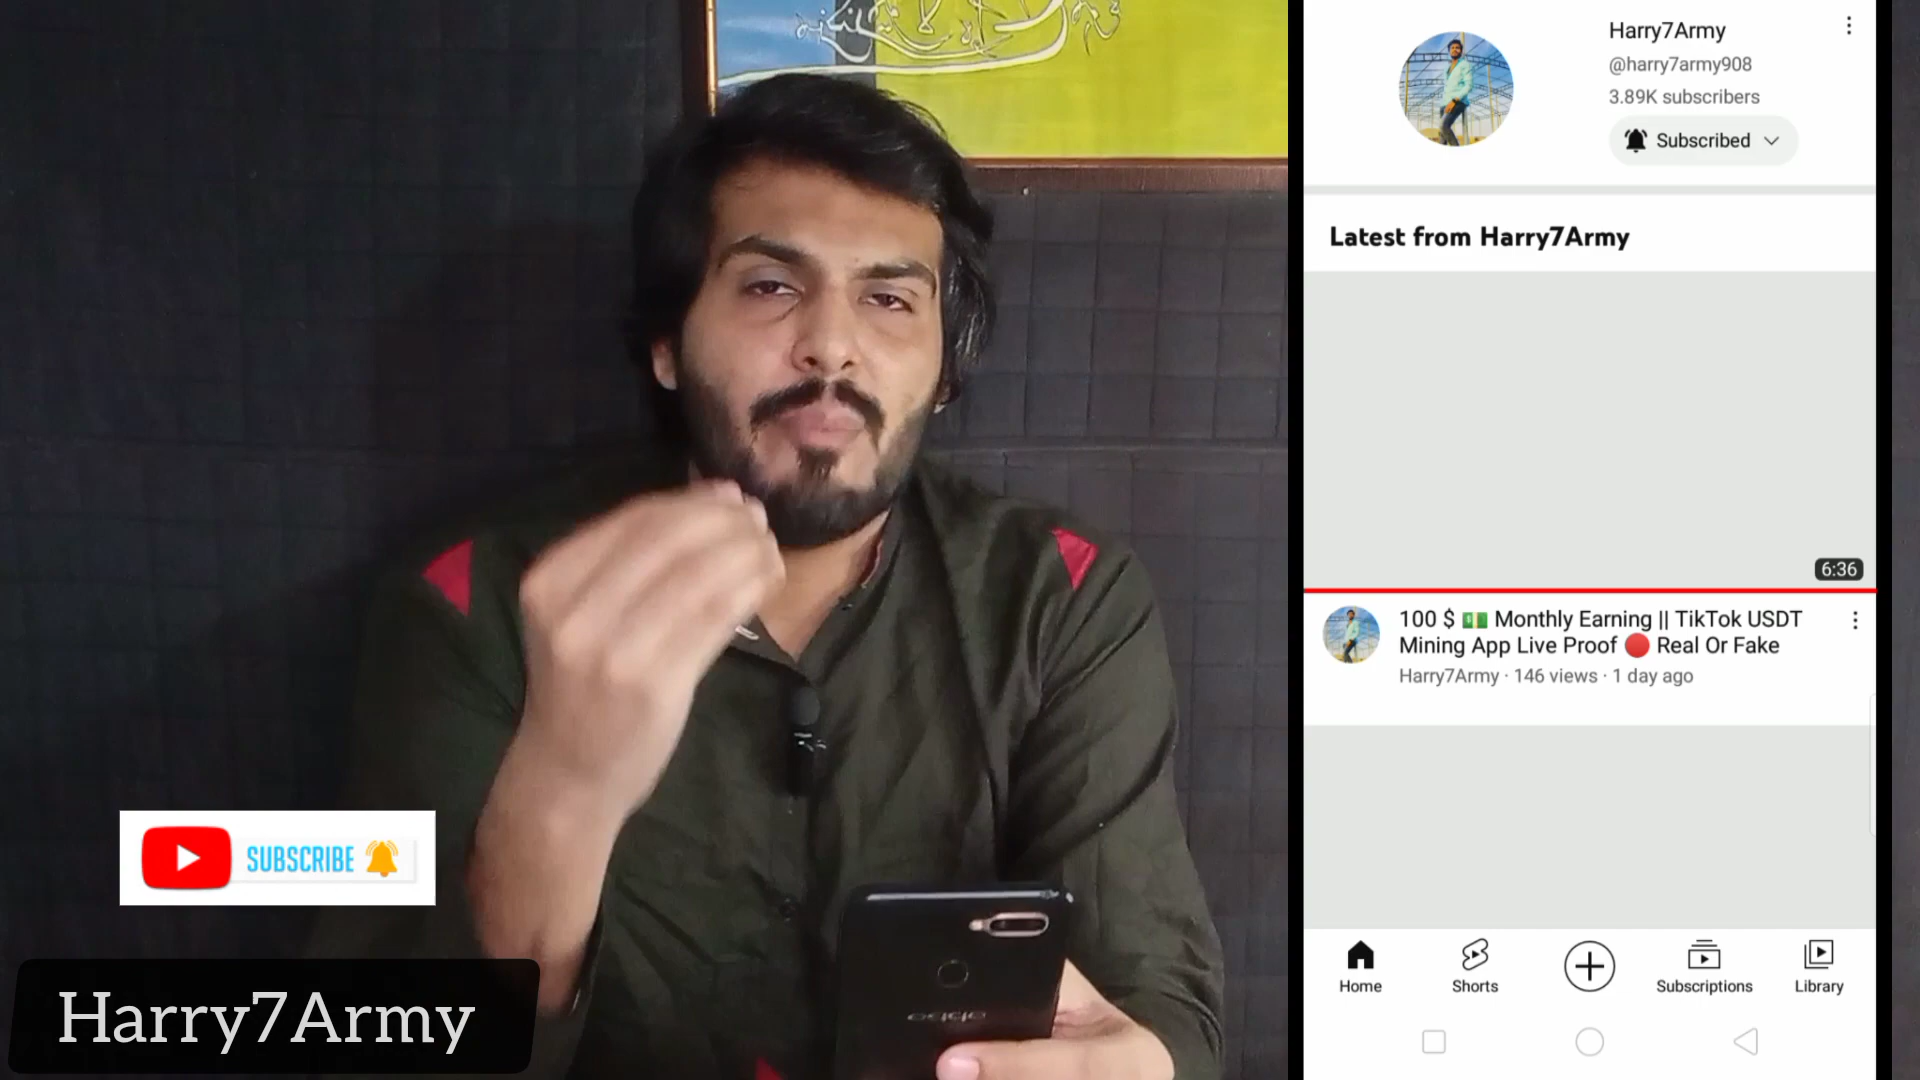 Harry7Army
@harry7army908
3.89K subscribers
Subscribed
Latest from Harry7Army
6:36
100 $ 💵 Monthly Earning || TikTok USDT
Mining App Live Proof 🔴 Real Or Fake
Harry7Army · 146 views · 1 day ago
Home
Shorts
Subscriptions
Library
SUBSCRIBE
Harry7Army
oppo